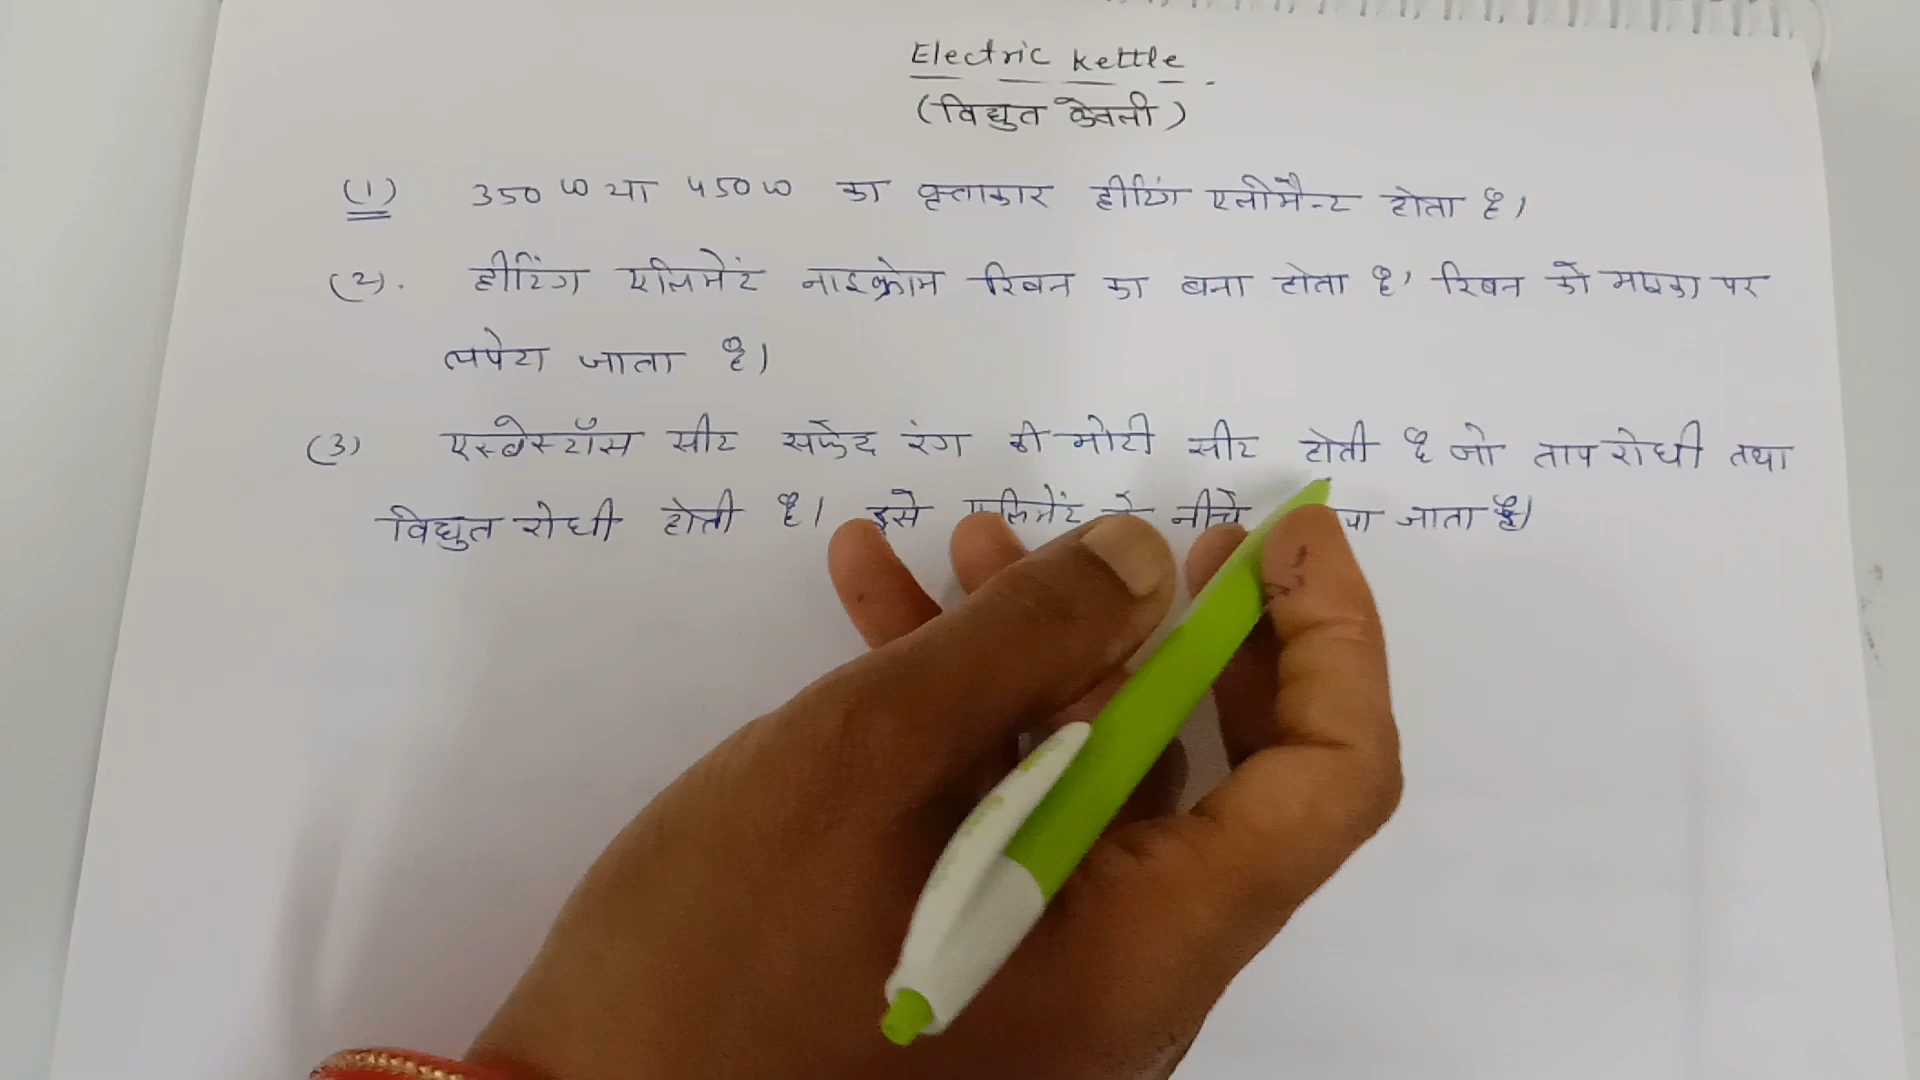 Electric Kettle
(विद्युत केतली)
(1) 350 W या 450 W का वृत्ताकार हीटिंग एलीमैन्ट होता है।
(2). हीटिंग एलिमेंट नाइक्रोम रिबन का बना होता है, रिबन को माइका पर
लपेटा जाता है।
(3) एस्बेस्टॉस सीट सफेद रंग की मोटी सीट होती है जो ताप रोधी तथा
विद्युत रोधी होती है। इसे एलिमेंट के नीचे जाता है।